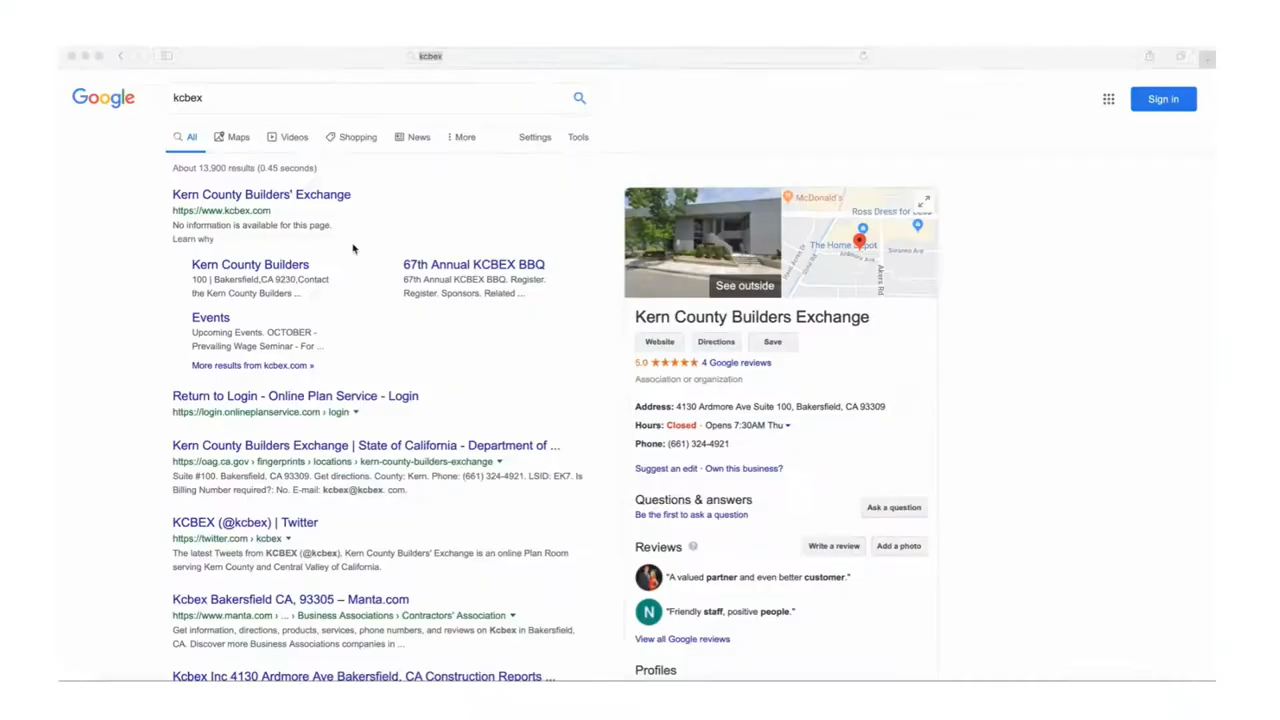 kcbex
Google
kcbex
Sign in
All Maps Videos Shopping News More Settings Tools
About 13,900 results (0.45 seconds)
Kern County Builders' Exchange
https://www.kcbex.com
No information is available for this page.
Learn why
Kern County Builders
100 | Bakersfield,CA 9230,Contact
the Kern County Builders ...
67th Annual KCBEX BBQ
67th Annual KCBEX BBQ. Register.
Register. Sponsors. Related ...
Events
Upcoming Events. OCTOBER -
Prevailing Wage Seminar - For ...
More results from kcbex.com »
Return to Login - Online Plan Service - Login
https://login.onlineplanservice.com › login
Kern County Builders Exchange | State of California - Department of ...
https://oag.ca.gov › fingerprints › locations › kern-county-builders-exchange
Suite #100. Bakersfield, CA 93309. Get directions. County: Kern. Phone: (661) 324-4921. LSID: EK7. Is
Billing Number required?: No. E-mail: kcbex@kcbex. com.
KCBEX (@kcbex) | Twitter
https://twitter.com › kcbex
The latest Tweets from KCBEX (@kcbex). Kern County Builders' Exchange is an online Plan Room
serving Kern County and Central Valley of California.
Kcbex Bakersfield CA, 93305 – Manta.com
https://www.manta.com › ... › Business Associations › Contractors' Association
Get information, directions, products, services, phone numbers, and reviews on Kcbex in Bakersfield,
CA. Discover more Business Associations companies in ...
Kcbex Inc 4130 Ardmore Ave Bakersfield, CA Construction Reports ...
See outside
McDonald's
Ross Dress for Less
The Home Depot
Ardmore Ave
Akers Rd
Kern County Builders Exchange
Website Directions Save
5.0 4 Google reviews
Association or organization
Address: 4130 Ardmore Ave Suite 100, Bakersfield, CA 93309
Hours: Closed · Opens 7:30AM Thu
Phone: (661) 324-4921
Suggest an edit · Own this business?
Questions & answers
Be the first to ask a question
Ask a question
Reviews
Write a review Add a photo
"A valued partner and even better customer."
N
"Friendly staff, positive people."
View all Google reviews
Profiles